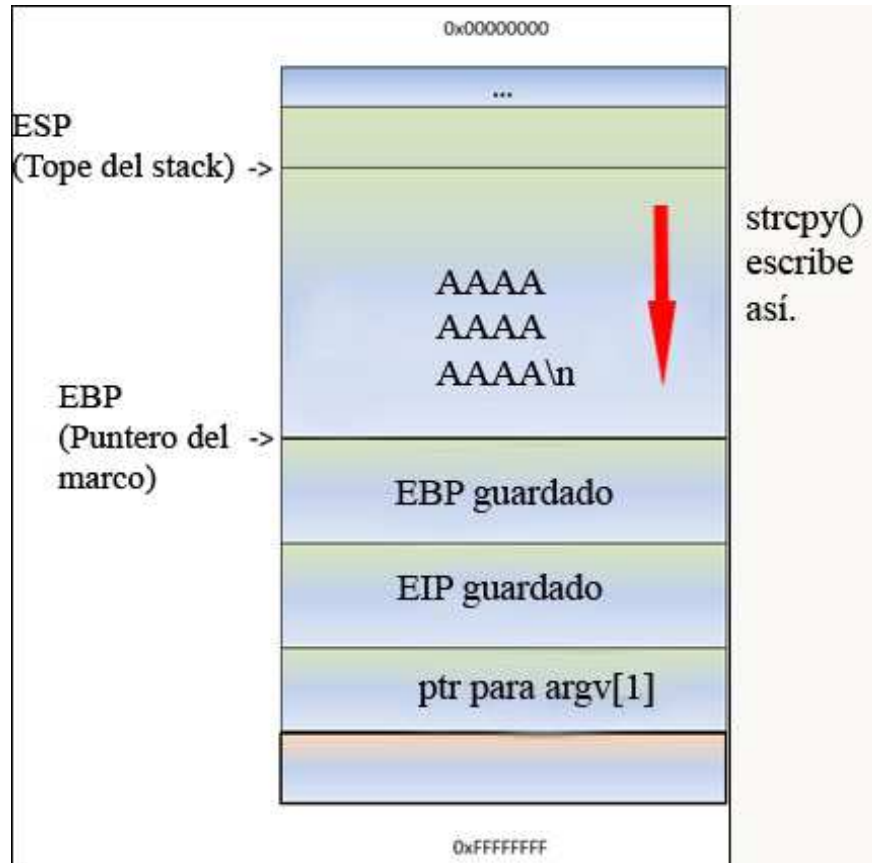 0x00000000
...
ESP
(Tope del stack) ->
AAAA
AAAA
AAAA\n
strcpy()
escribe
así.
EBP
(Puntero del ->
marco)
EBP guardado
EIP guardado
ptr para argv[1]
0xFFFFFFFF